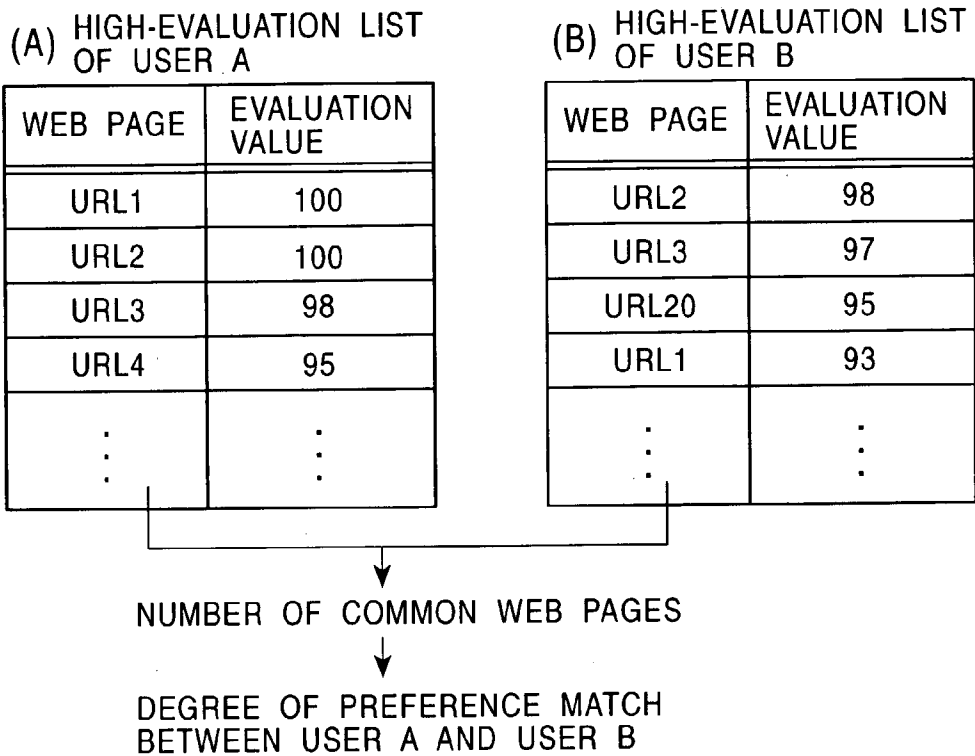 (A) HIGH-EVALUATION LIST
OF USER A
WEB PAGE EVALUATION
VALUE
URL1 100
URL2 100
URL3 98
URL4 95
(B) HIGH-EVALUATION LIST
OF USER B
WEB PAGE EVALUATION
VALUE
URL2 98
URL3 97
URL20 95
URL1 93
NUMBER OF COMMON WEB PAGES
DEGREE OF PREFERENCE MATCH
BETWEEN USER A AND USER B